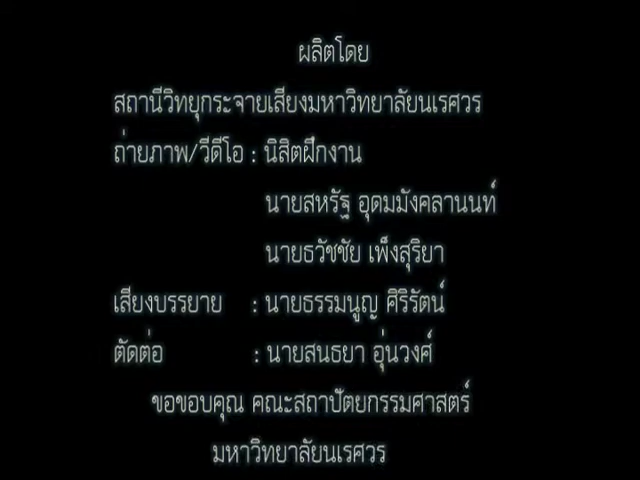 ผลิตโดย
สถานีวิทยุกระจายเสียงมหาวิทยาลัยนเรศวร
ถ่ายภาพ/วีดีโอ : นิสิตฝึกงาน
นายสหรัฐ อุดมมังคลานนท์
นายธวัชชัย เพ็งสุริยา
เสียงบรรยาย : นายธรรมนูญ ศิริรัตน์
ตัดต่อ : นายสนธยา อุ่นวงศ์
ขอขอบคุณ คณะสถาปัตยกรรมศาสตร์
มหาวิทยาลัยนเรศวร